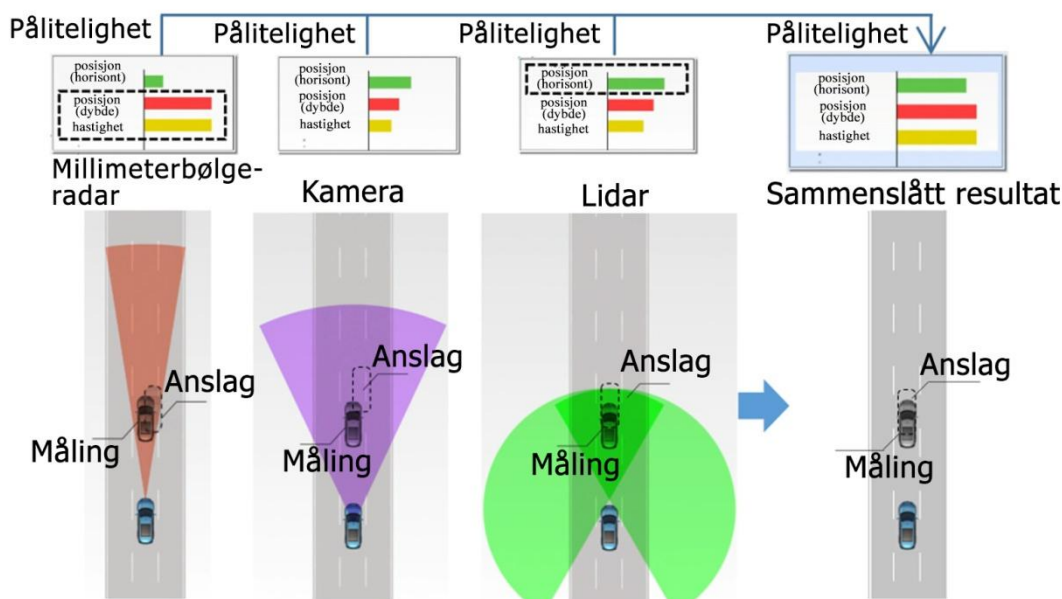 Pålitelighet
Pålitelighet
Pålitelighet
Pålitelighet
posisjon
(horisont)
posisjon
(dybde)
hastighet
posisjon
(horisont)
posisjon
(dybde)
hastighet
posisjon
(horisont)
posisjon
(dybde)
hastighet
posisjon
(horisont)
posisjon
(dybde)
hastighet
Millimeterbølge-
radar
Kamera
Lidar
Sammenslått resultat
Anslag
Måling
Anslag
Måling
Anslag
Måling
Anslag
Måling